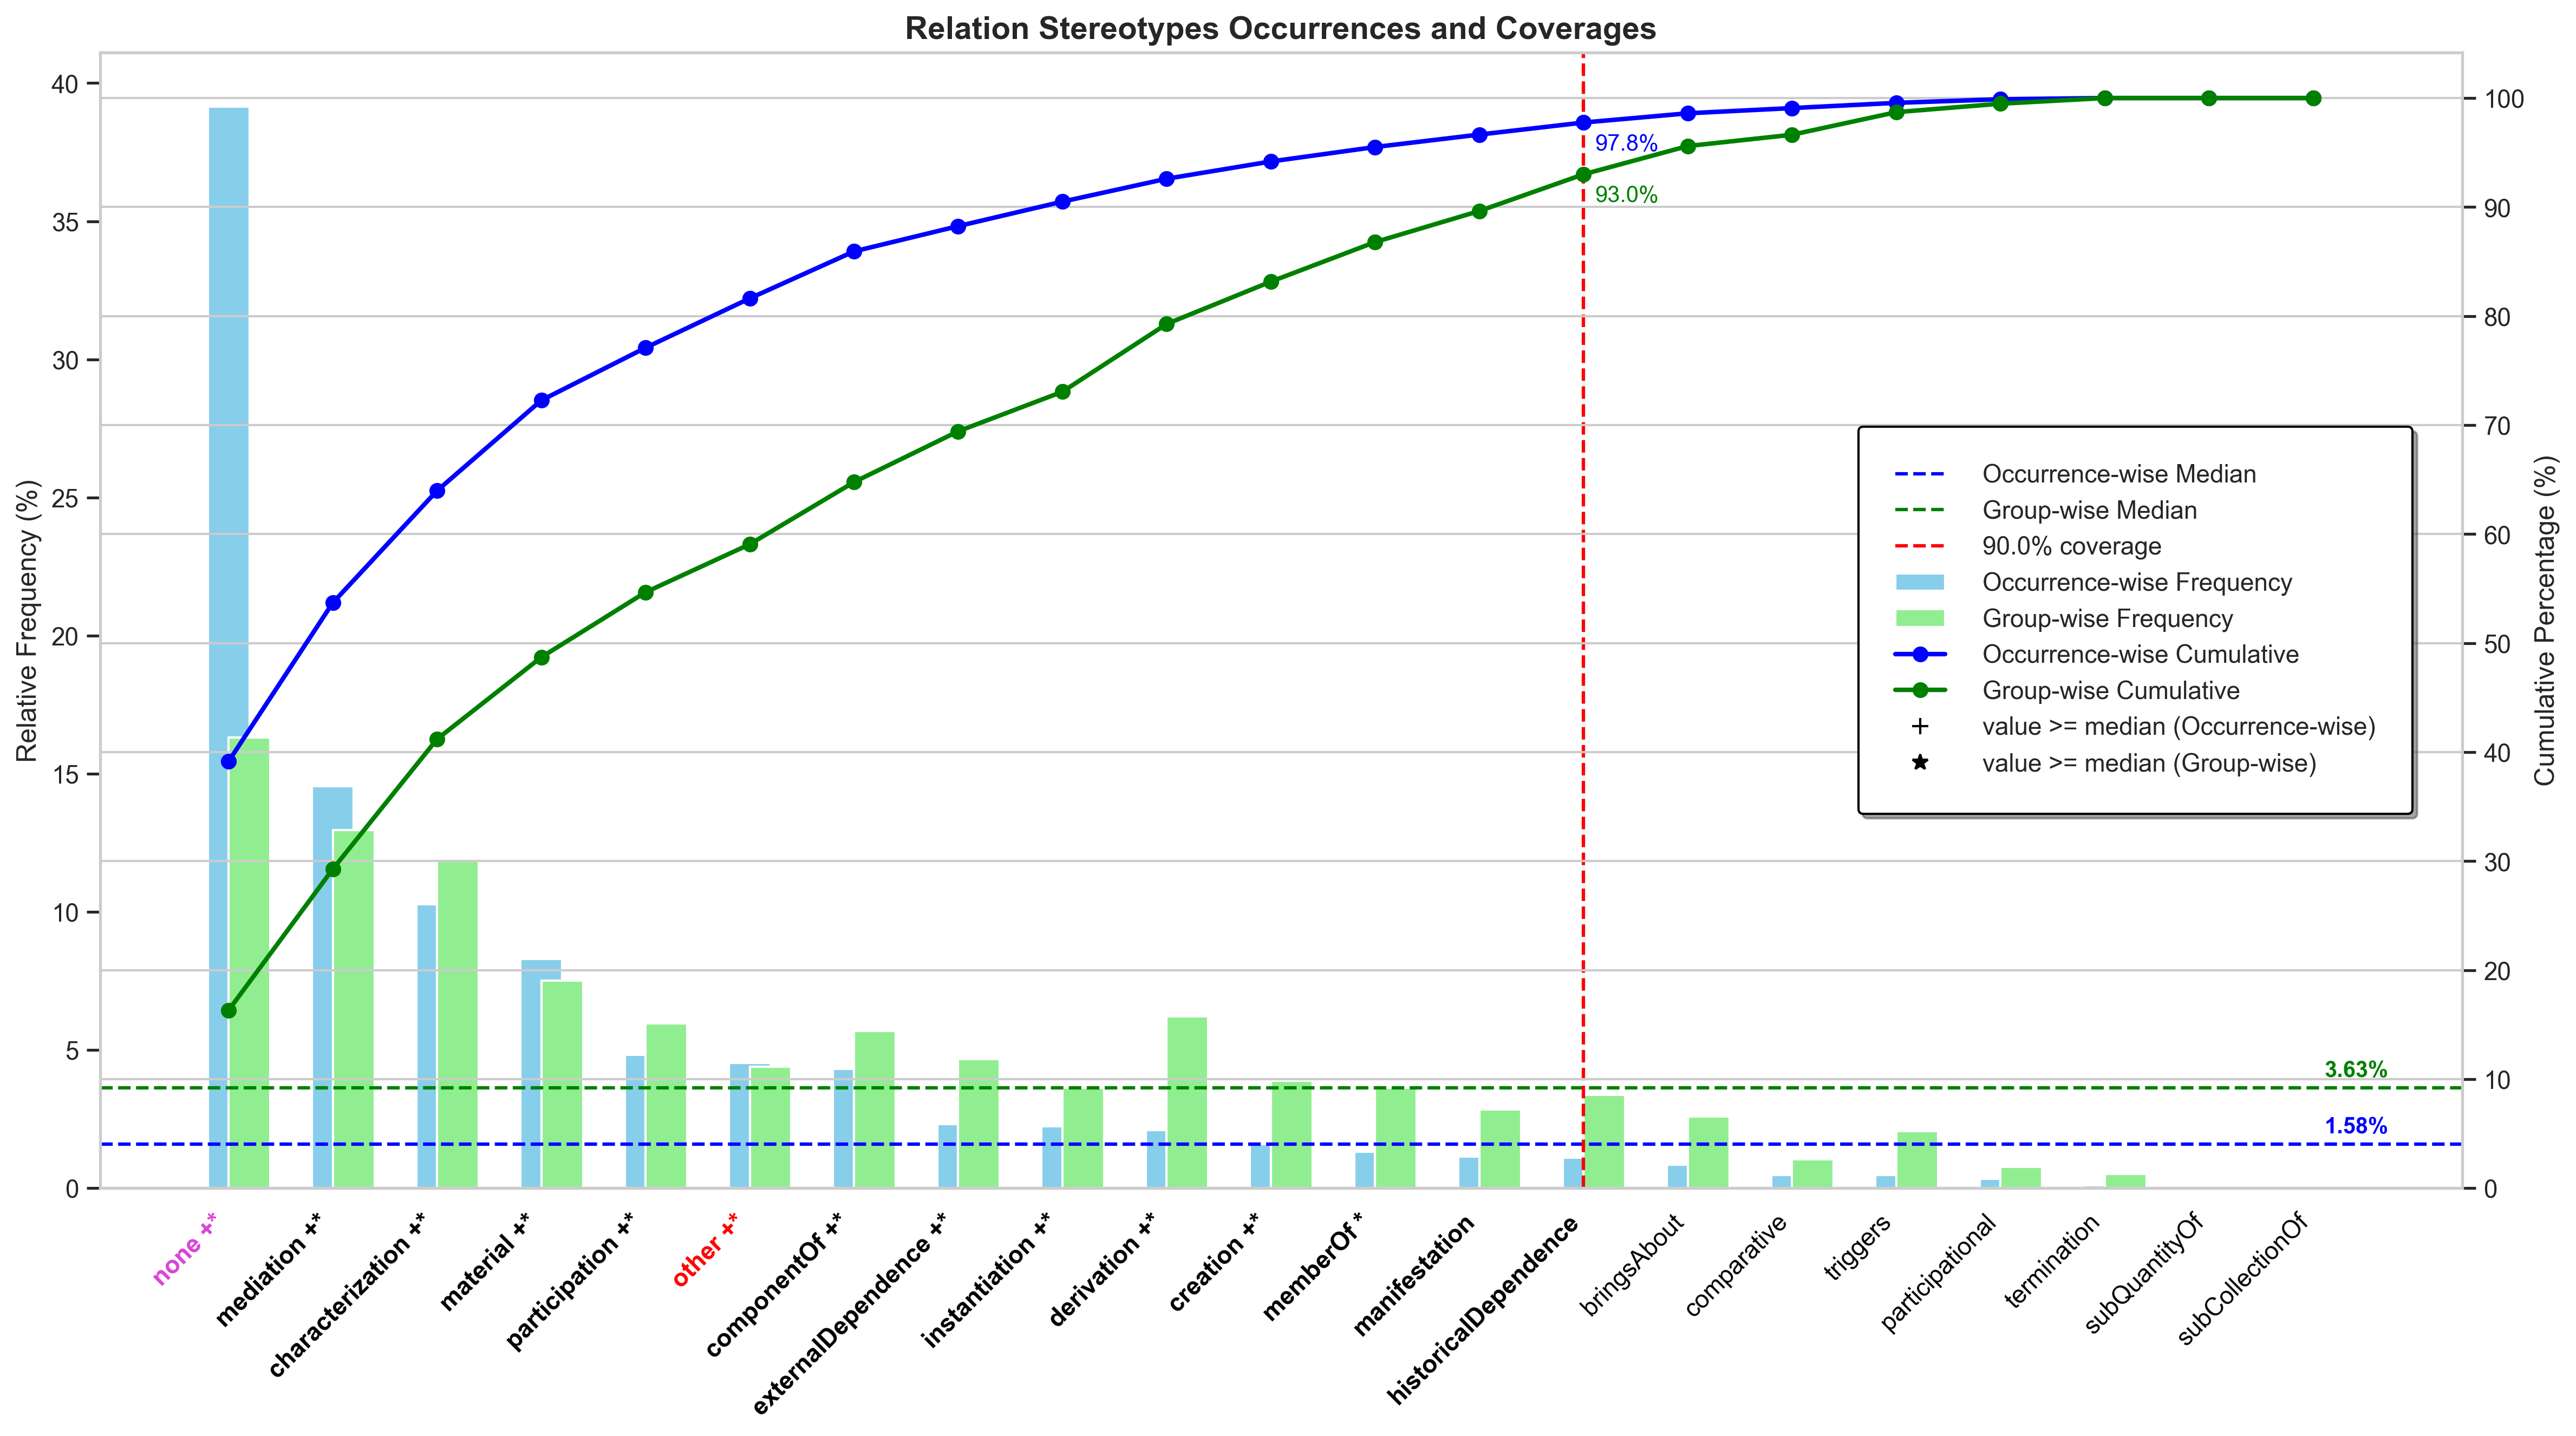 Relation Stereotypes Occurrences and Coverages
Relative Frequency (%)
40
35
30
25
20
15
10
5
0
97.8%
93.0%
3.63%
1.58%
Occurrence-wise Median
Group-wise Median
90.0% coverage
Occurrence-wise Frequency
Group-wise Frequency
Occurrence-wise Cumulative
Group-wise Cumulative
+ value >= median (Occurrence-wise)
★ value >= median (Group-wise)
100
90
80
70
60
50
40
30
20
10
0
Cumulative Percentage (%)
none +*
mediation +*
characterization +*
material +*
participation +*
other +*
componentOf +*
externalDependence +*
instantiation +*
derivation +*
creation +*
memberOf *
manifestation
historicalDependence
bringsAbout
comparative
triggers
participational
termination
subQuantityOf
subCollectionOf